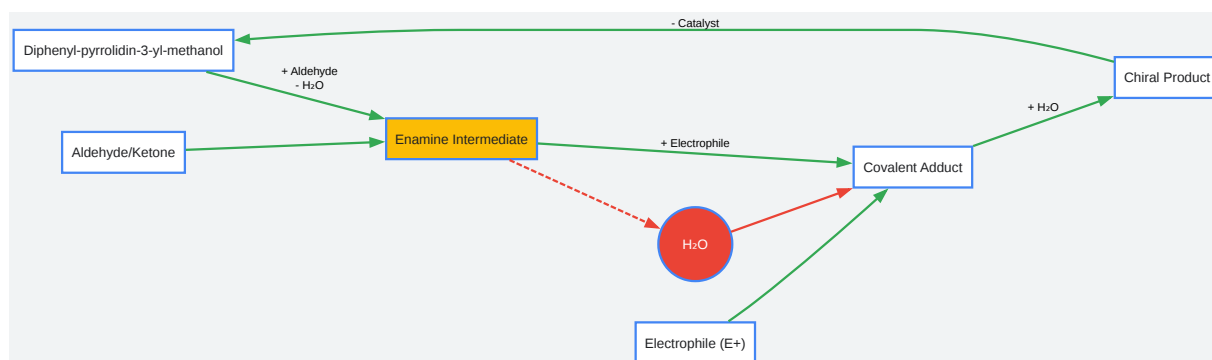 - Catalyst
Diphenyl-pyrrolidin-3-yl-methanol
+ Aldehyde
- H₂O
Chiral Product
+ H₂O
Aldehyde/Ketone
Enamine Intermediate
+ Electrophile
Covalent Adduct
H₂O
Electrophile (E+)